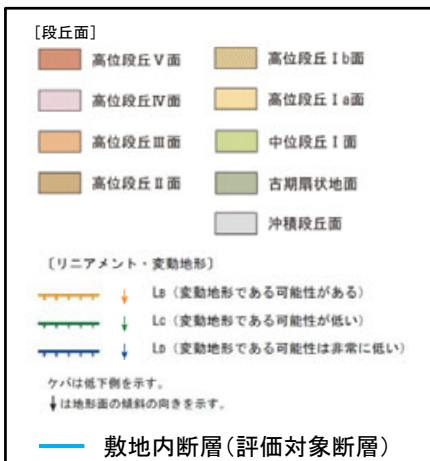 [段丘面]
高位段丘Ⅴ面
高位段丘Ⅰb面
高位段丘Ⅳ面
高位段丘Ⅰa面
高位段丘Ⅲ面
中位段丘Ⅰ面
高位段丘Ⅱ面
古期扇状地面
沖積段丘面
〔リニアメント・変動地形〕
LB（変動地形である可能性がある）
LC（変動地形である可能性が低い）
LD（変動地形である可能性は非常に低い）
ケバは低下側を示す。
↓は地形面の傾斜の向きを示す。
敷地内断層(評価対象断層)